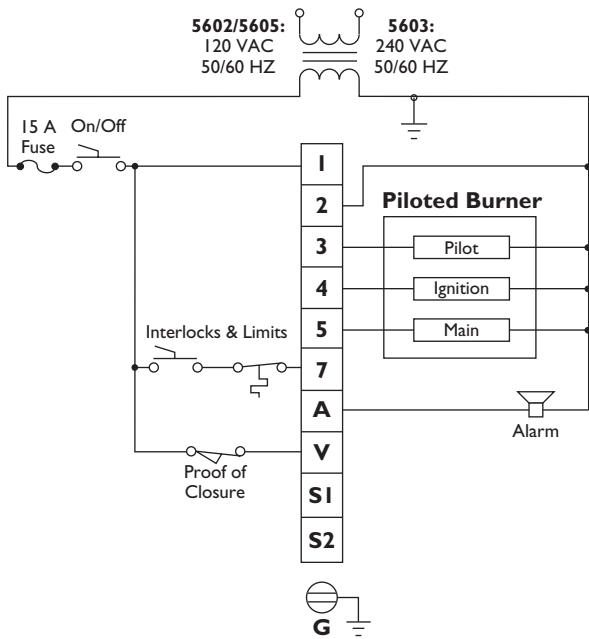 5602/5605:
120 VAC
50/60 HZ
5603:
240 VAC
50/60 HZ
15 A
Fuse
On/Off
1
2
Piloted Burner
3
Pilot
4
Ignition
5
Main
Interlocks & Limits
7
A
Alarm
V
Proof of
Closure
S1
S2
G